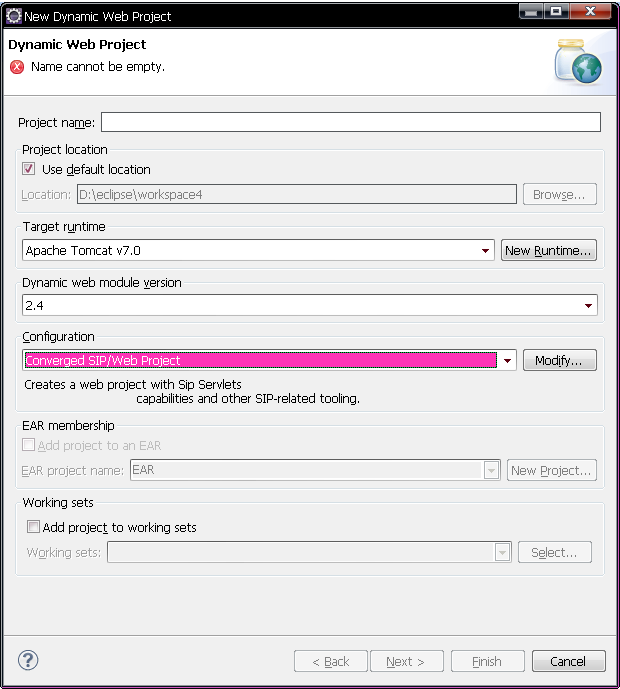 New Dynamic Web Project
Dynamic Web Project
Name cannot be empty.
Project name:
Project location
Use default location
Location: D:\eclipse\workspace4 Browse...
Target runtime
Apache Tomcat v7.0 New Runtime...
Dynamic web module version
2.4
Configuration
Converged SIP/Web Project Modify...
Creates a web project with Sip Servlets
capabilities and other SIP-related tooling.
EAR membership
Add project to an EAR
EAR project name: EAR New Project...
Working sets
Add project to working sets
Working sets: Select...
? < Back Next > Finish Cancel